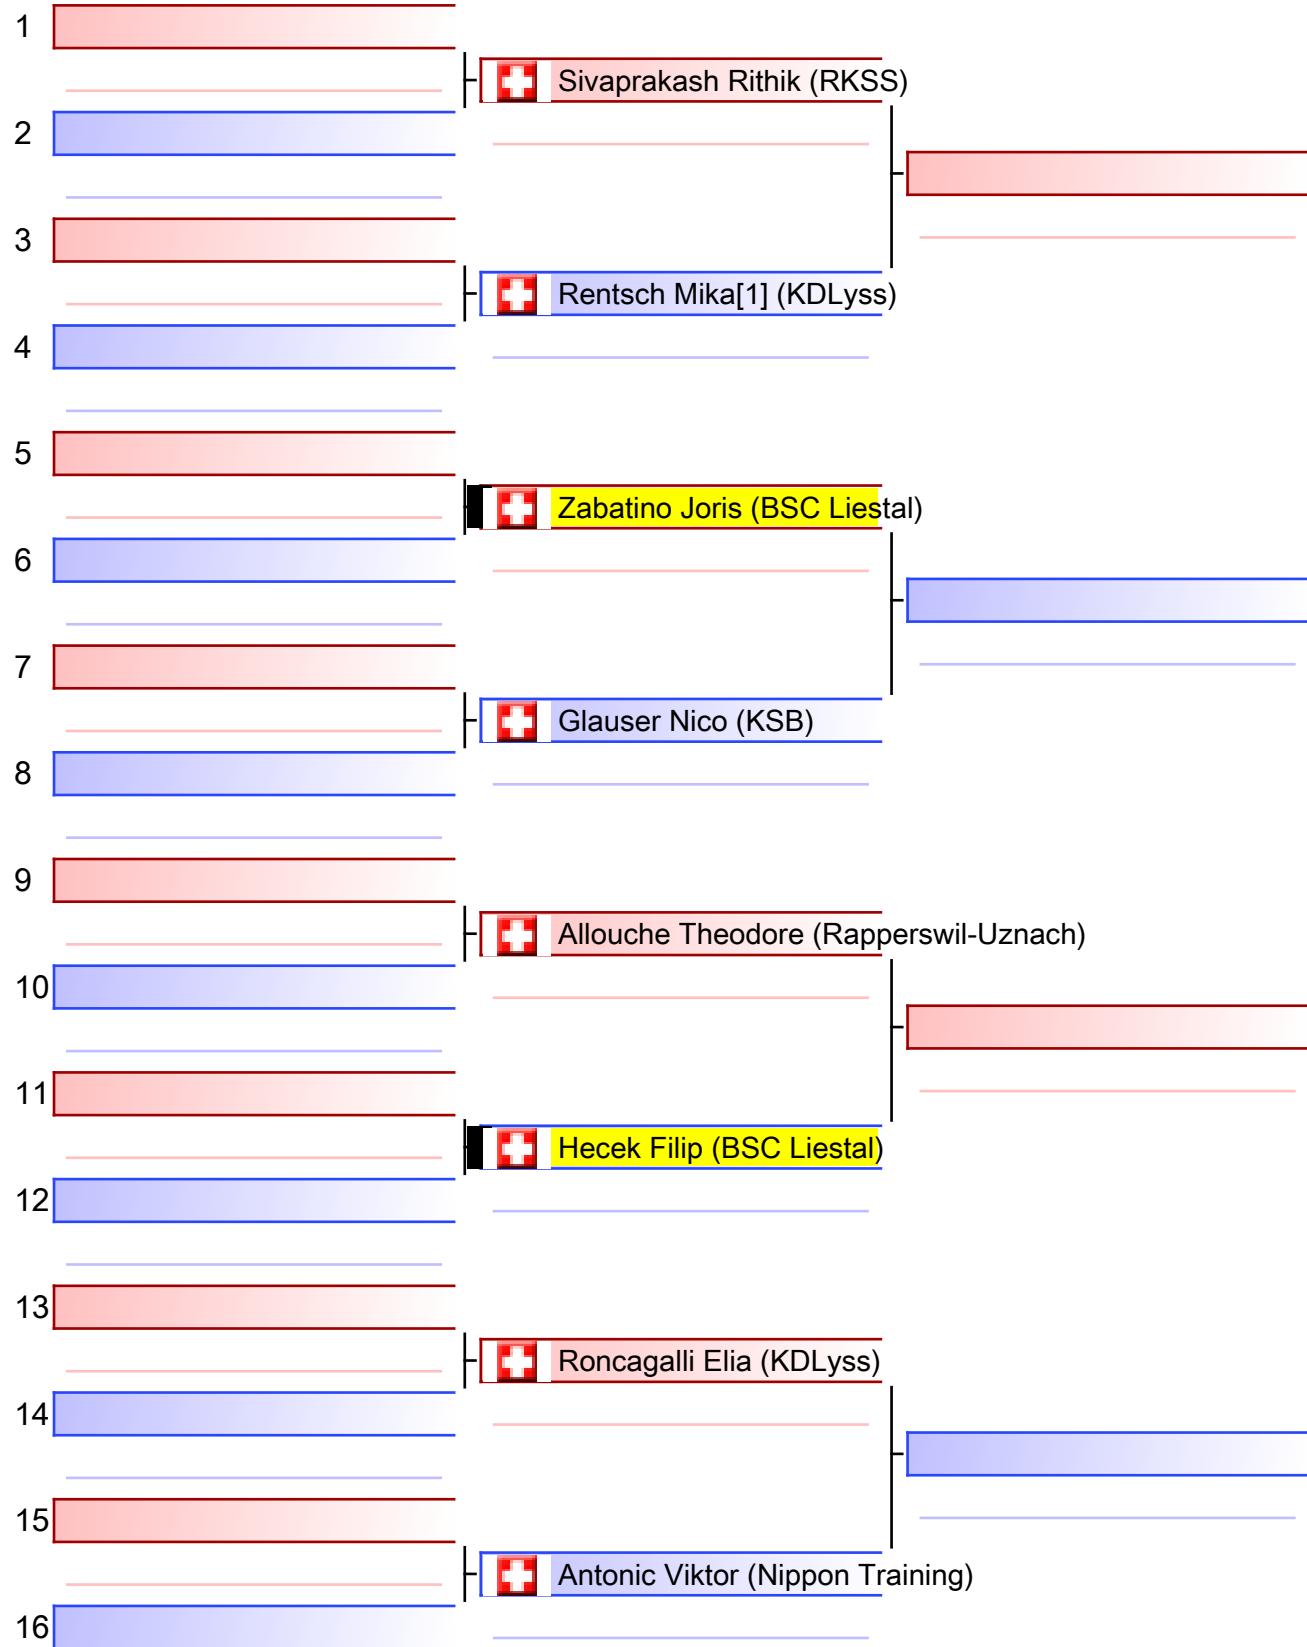 1
Sivaprakash Rithik (RKSS)
2
3
Rentsch Mika[1] (KDLyss)
4
5
Zabatino Joris (BSC Liestal)
6
7
Glauser Nico (KSB)
8
9
Allouche Theodore (Rapperswil-Uznach)
10
11
Hecek Filip (BSC Liestal)
12
13
Roncagalli Elia (KDLyss)
14
15
Antonic Viktor (Nippon Training)
16